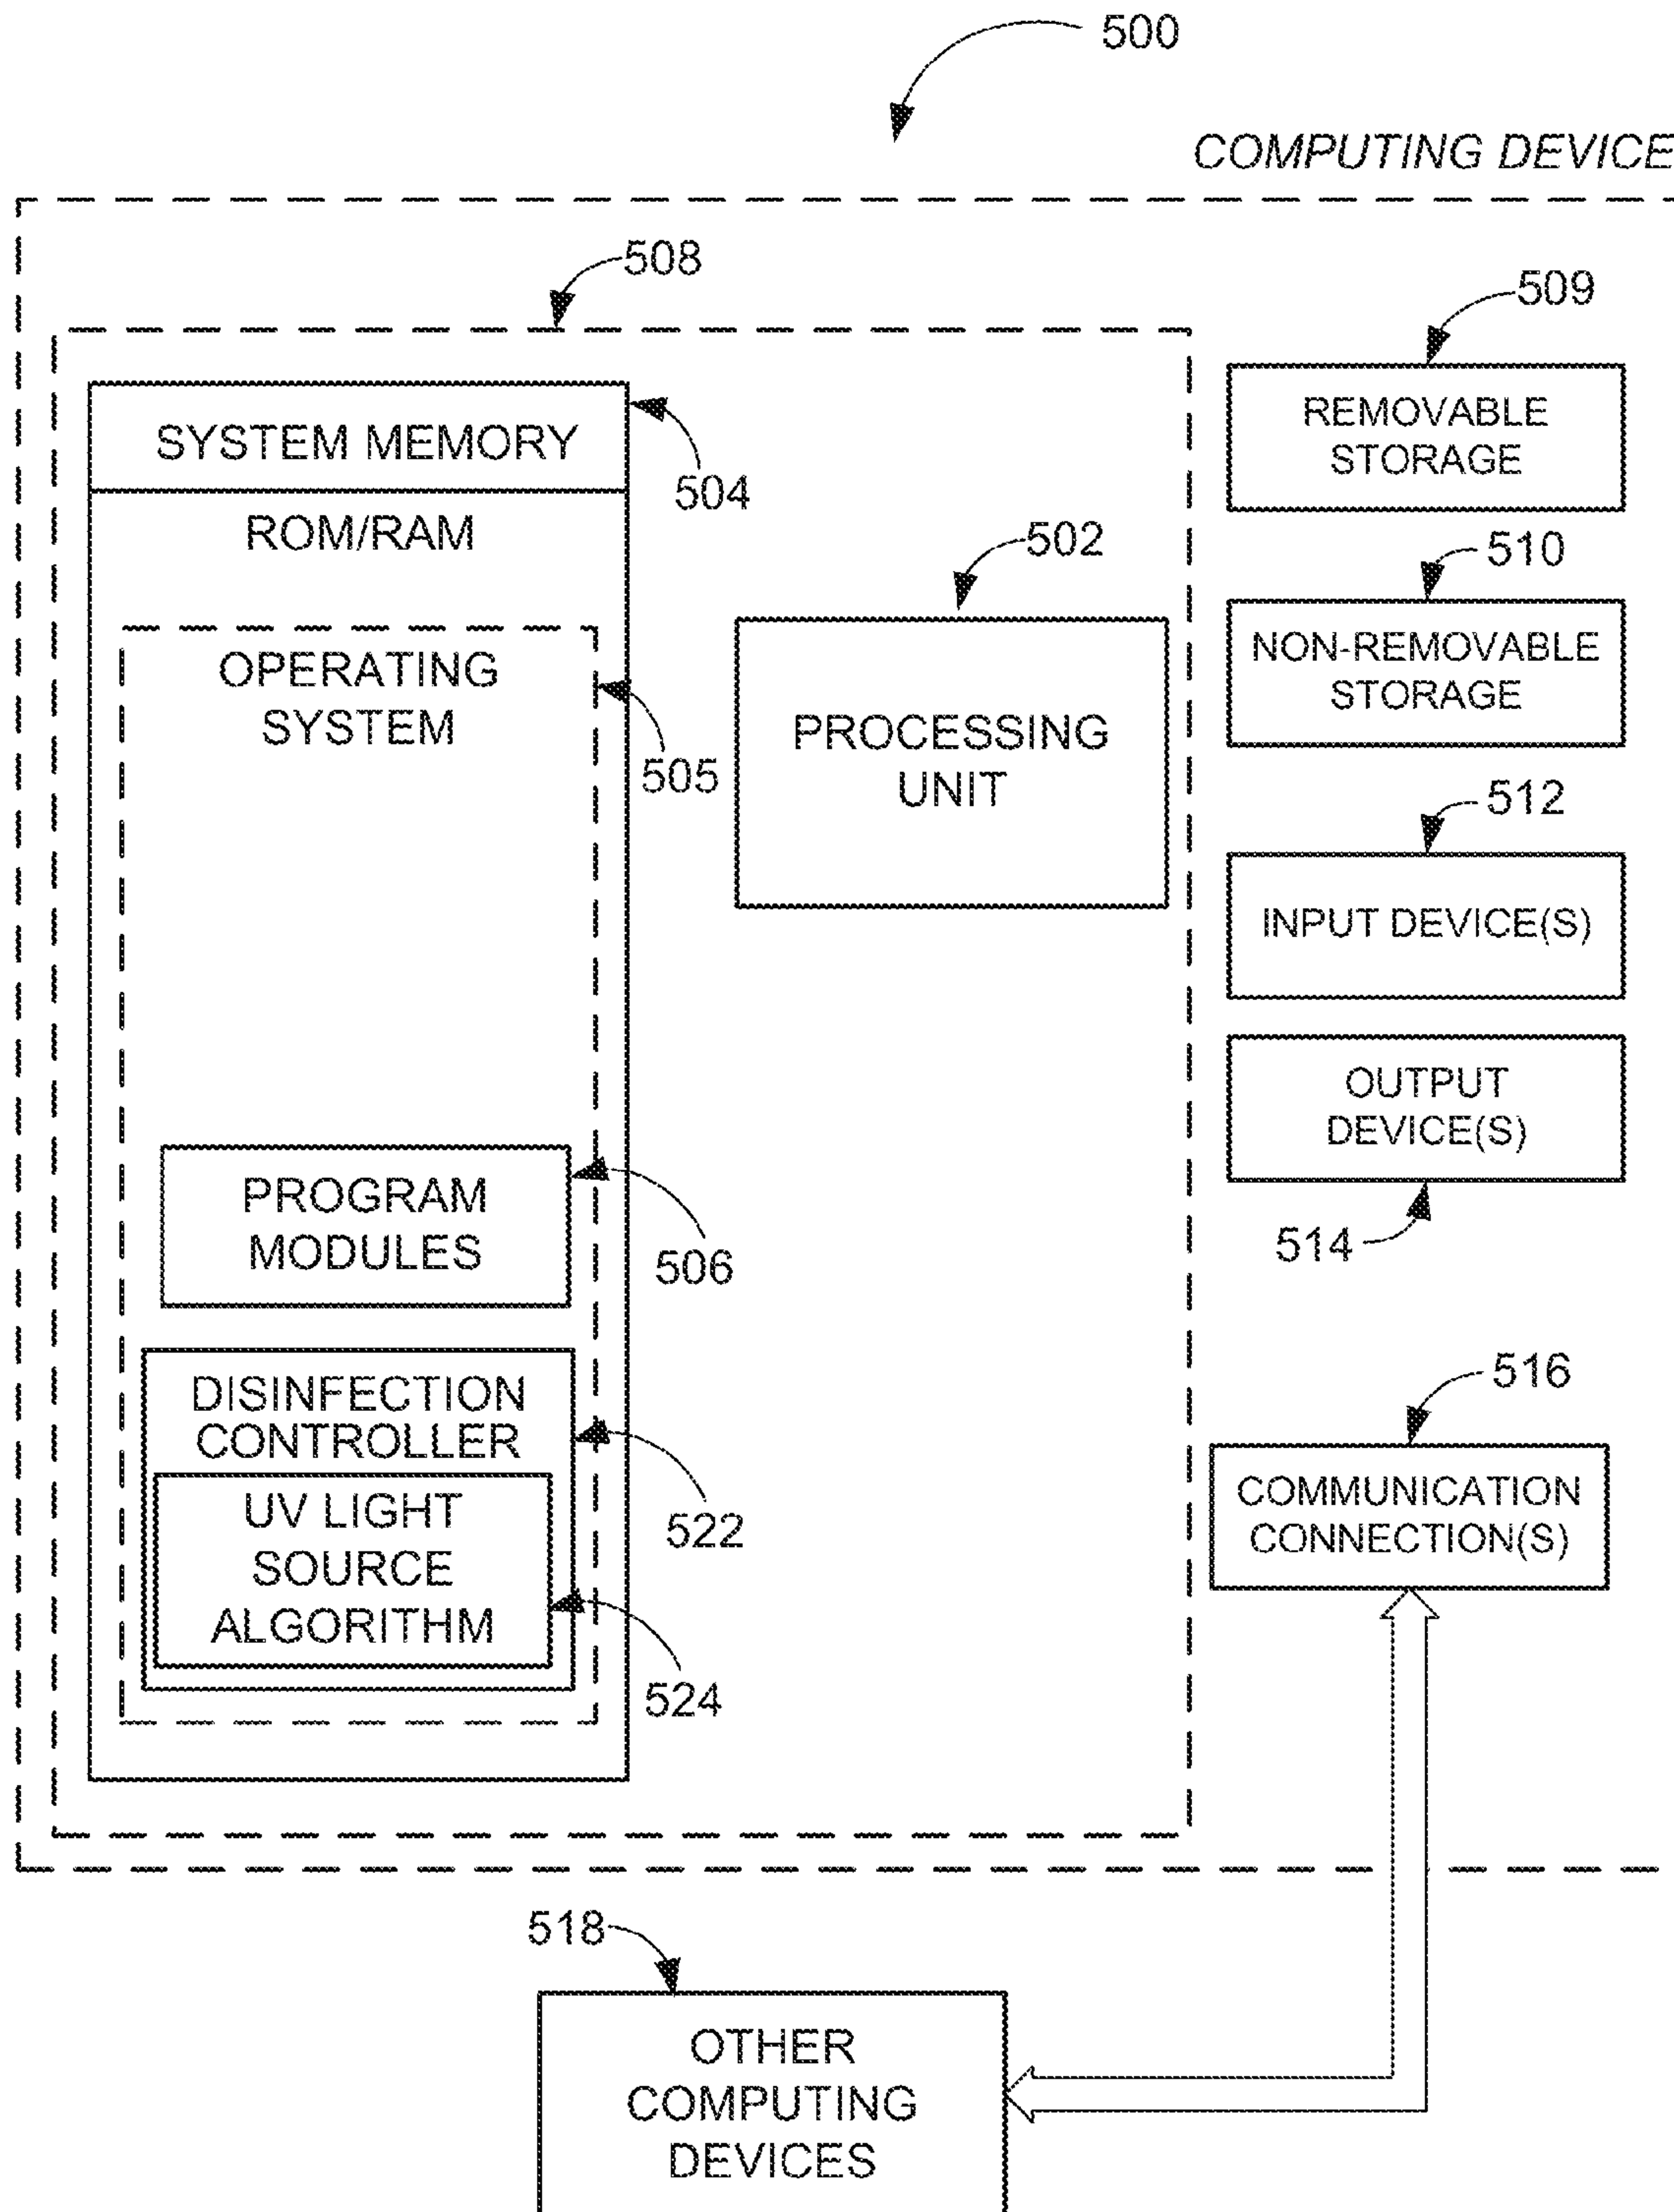 500
COMPUTING DEVICE
508
509
SYSTEM MEMORY
504
REMOVABLE
STORAGE
ROM/RAM
502
510
OPERATING
SYSTEM
505
PROCESSING
UNIT
NON-REMOVABLE
STORAGE
512
INPUT DEVICE(S)
OUTPUT
DEVICE(S)
514
PROGRAM
MODULES
506
516
DISINFECTION
CONTROLLER
522
COMMUNICATION
CONNECTION(S)
UV LIGHT
SOURCE
ALGORITHM
524
518
OTHER
COMPUTING
DEVICES